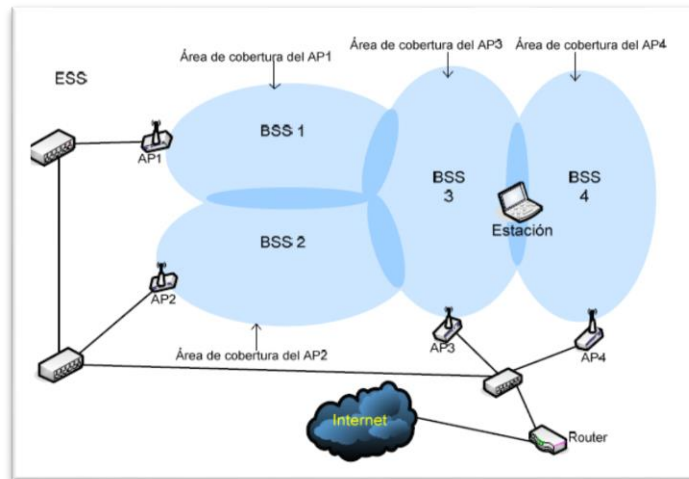 Área de cobertura del AP1
Área de cobertura del AP3
Área de cobertura del AP4
ESS
BSS 1
AP1
BSS
3
BSS
4
Estación
BSS 2
AP2
Área de cobertura del AP2
AP3
AP4
Internet
Router